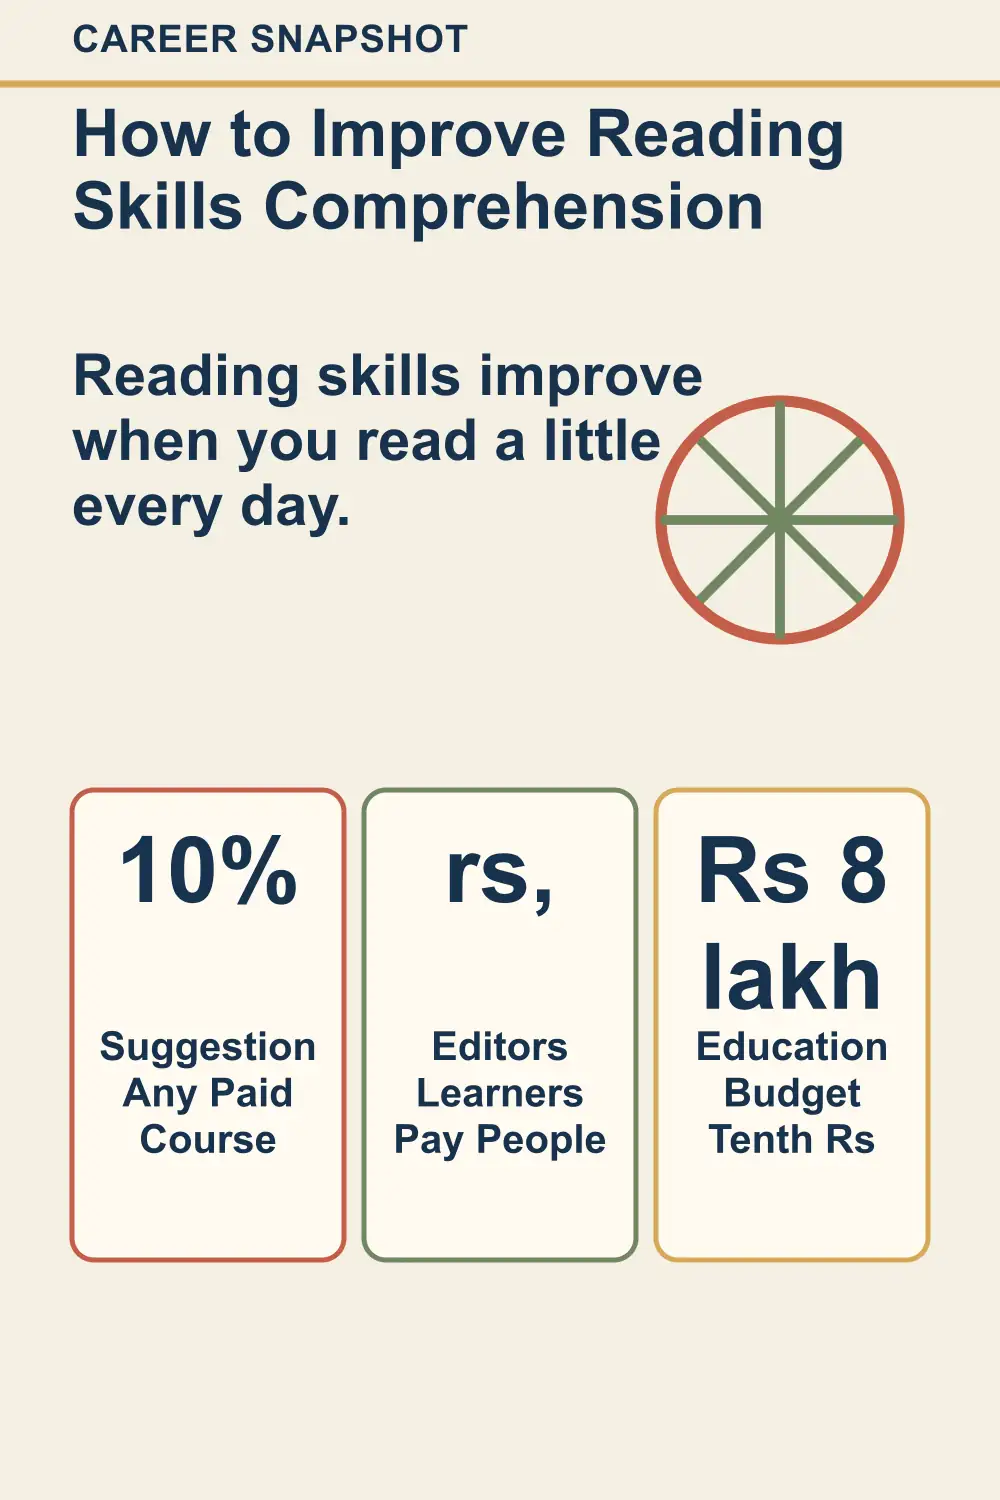 CAREER SNAPSHOT
How to Improve Reading
Skills Comprehension
Reading skills improve
when you read a little
every day.
10%
Suggestion
Any Paid
Course
rs,
Editors
Learners
Pay People
Rs 8
lakh
Education
Budget
Tenth Rs